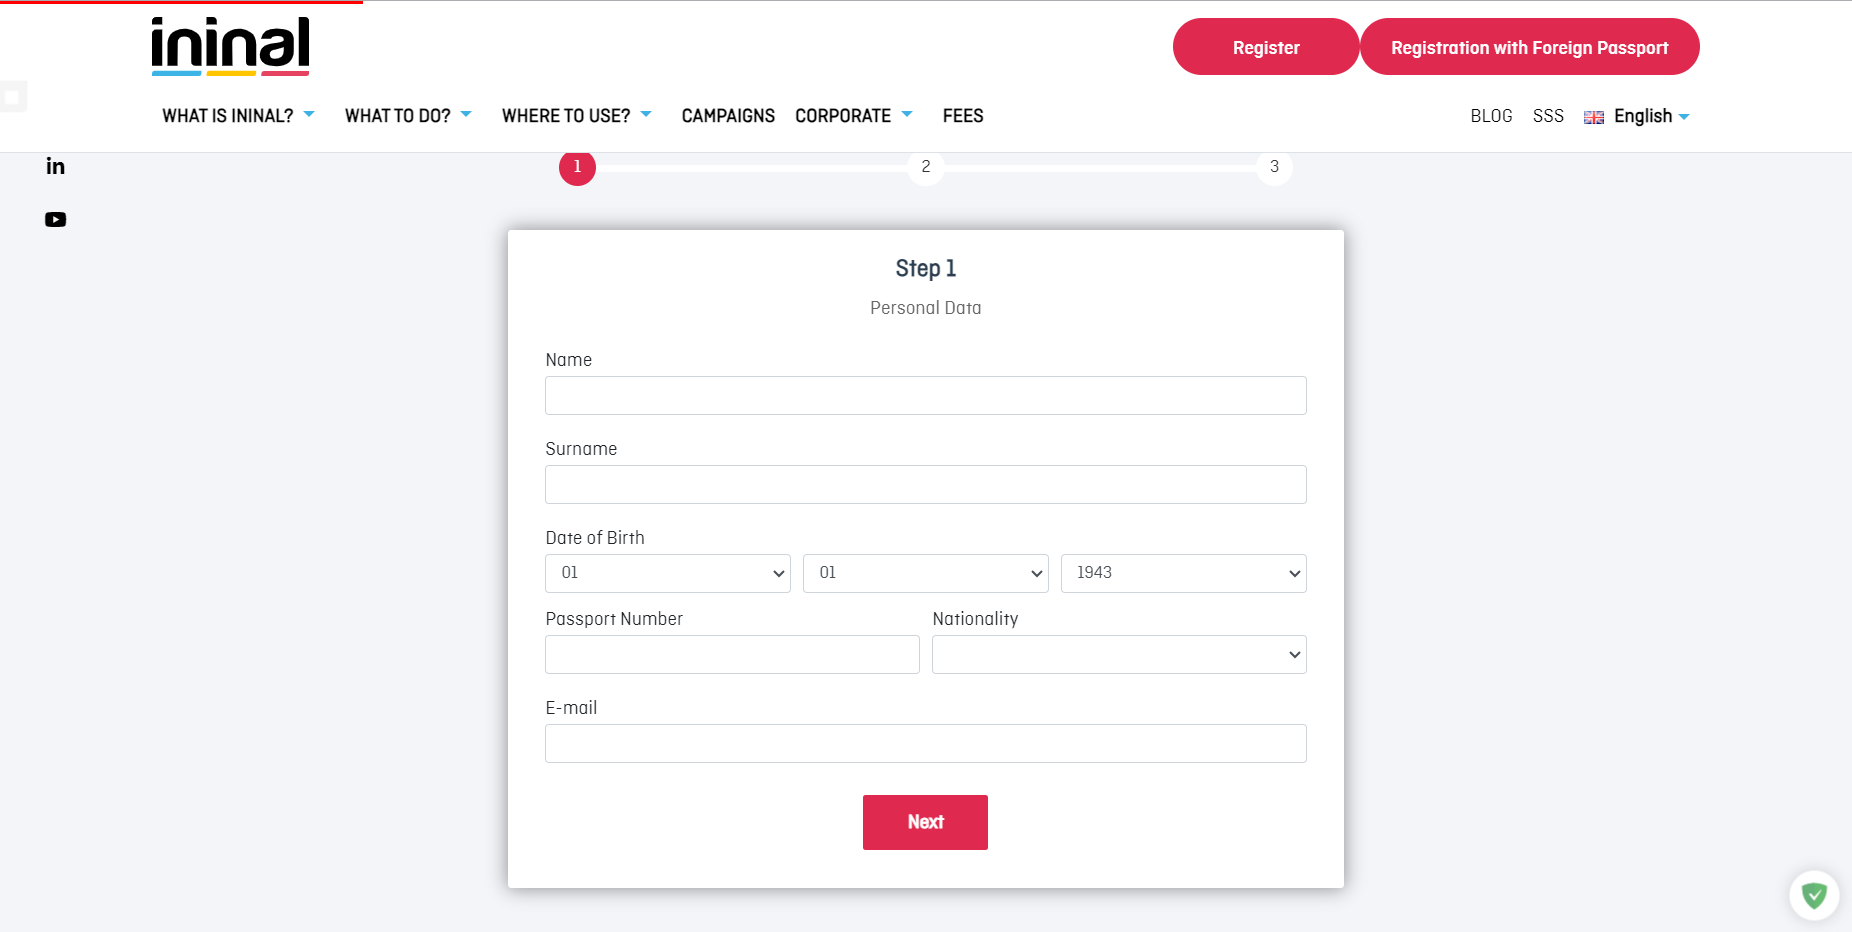 ininal
Register
Registration with Foreign Passport
WHAT IS ININAL?
WHAT TO DO?
WHERE TO USE?
CAMPAIGNS
CORPORATE
FEES
BLOG
SSS
English
in
1
2
3
Step 1
Personal Data
Name
Surname
Date of Birth
01
01
1943
Passport Number
Nationality
E-mail
Next